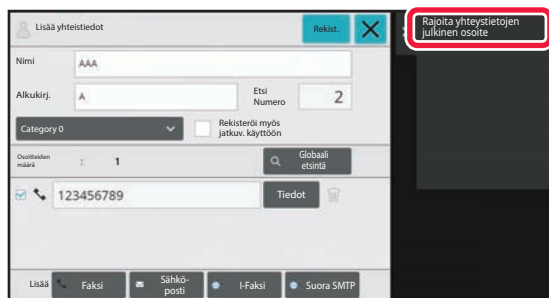 Lisää yhteistiedot
Rekist.
Rajoita yhteystietojen
julkinen osoite
Nimi
AAA
Alkukirj.
A
Etsi
Numero
2
Category 0
Rekisteröi myös
jatkuv. käyttöön
Osoitteiden
määrä
:
1
Globaali
etsintä
123456789
Tiedot
Lisää
Faksi
Sähkö-
posti
I-Faksi
Suora SMTP